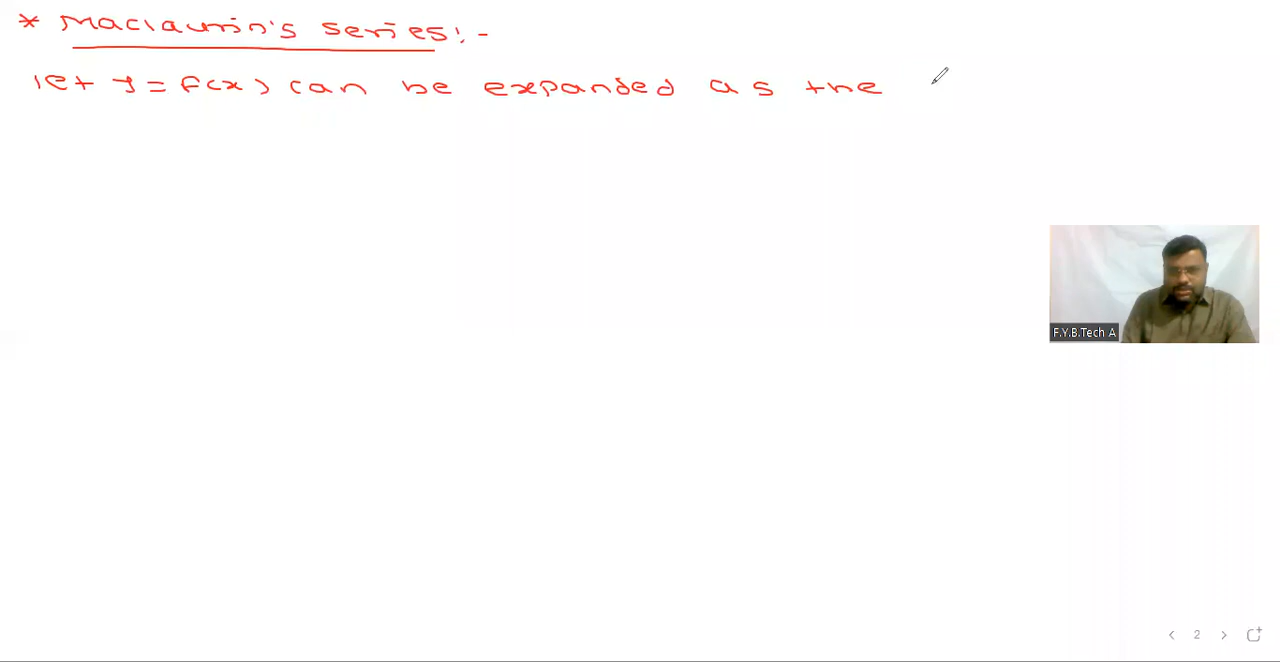 * Maclaurin's series:-
let y = f(x) can be expanded as the
F.Y.B.Tech A
2